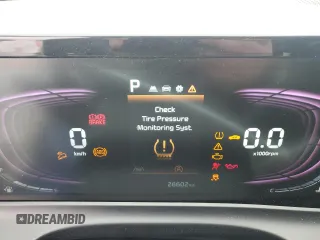 P
Check
Tire Pressure
Monitoring Syst.
0
km/h
0.0
x1000rpm
DREAMBID